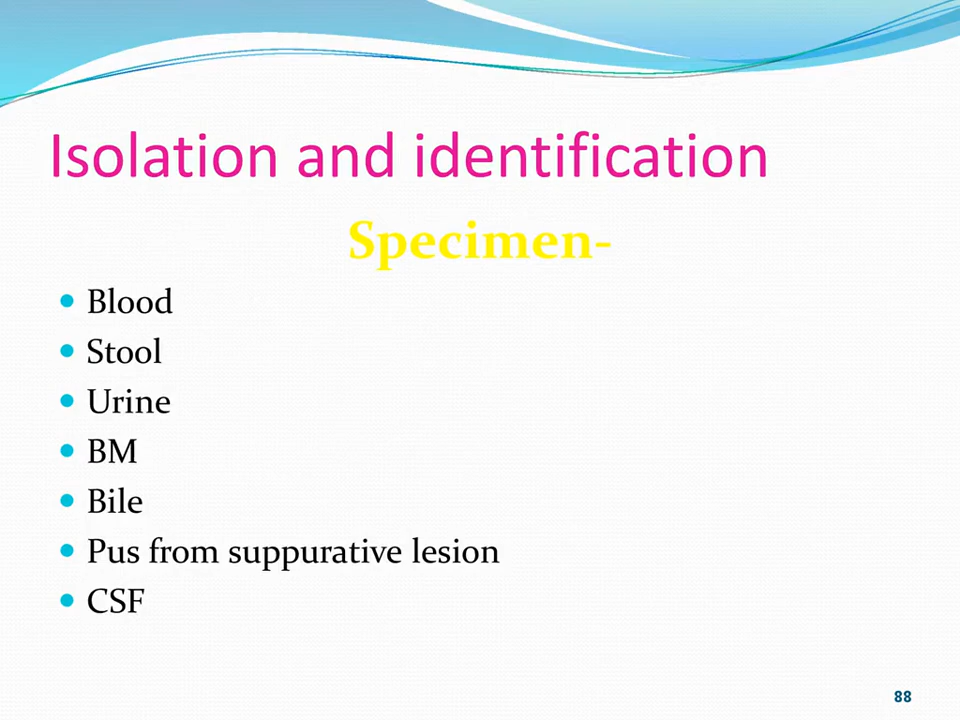 Isolation and identification
Specimen-
• Blood
• Stool
• Urine
• BM
• Bile
• Pus from suppurative lesion
• CSF
88